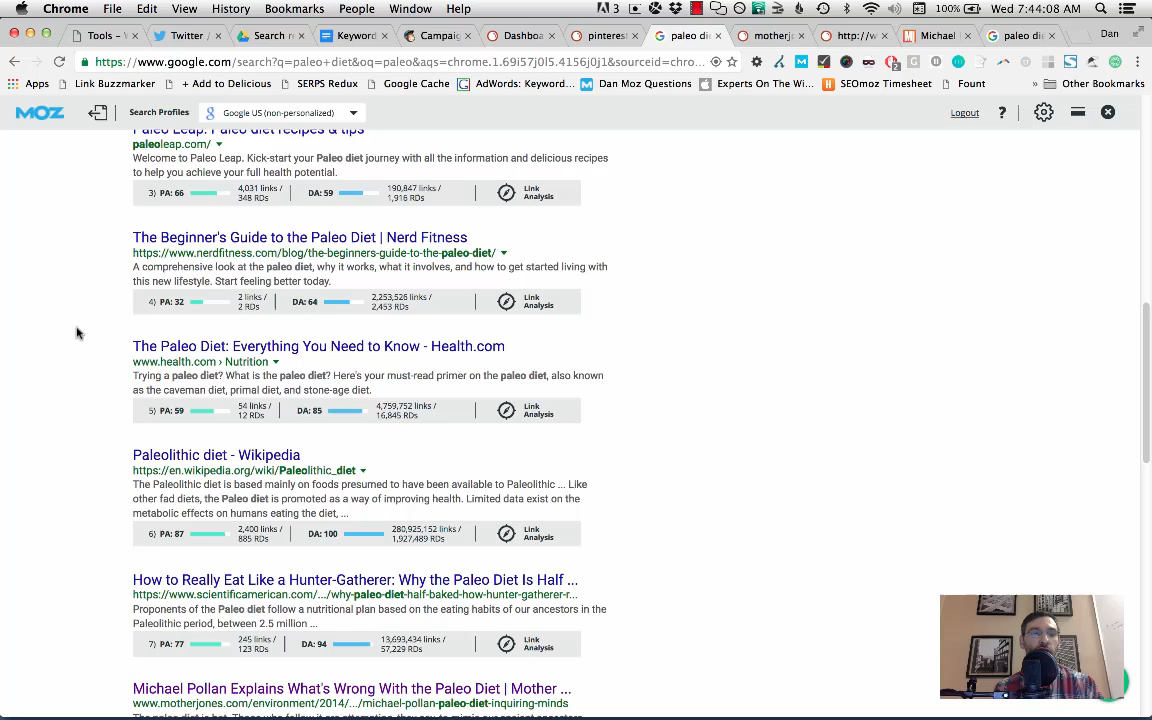 Chrome File Edit View History Bookmarks People Window Help 3 100% Wed 7:44:08 AM
Tools – Twitter / Search re Keyword Campaig Dashboa pinterest paleo die motherjo http://w Michael paleo die Dan
https://www.google.com/search?q=paleo+diet&oq=paleo&aqs=chrome.1.69i57j0l5.4156j0j1&sourceid=chro...
Apps Link Buzzmarker + Add to Delicious SERPS Redux Google Cache AdWords: Keyword... Dan Moz Questions Experts On The Wi... SEOmoz Timesheet Fount » Other Bookmarks
MOZ Search Profiles Google US (non-personalized) Logout ?
Paleo Leap: Paleo diet recipes & tips
paleoleap.com/
Welcome to Paleo Leap. Kick-start your Paleo diet journey with all the information and delicious recipes
to help you achieve your full health potential.
3) PA: 66 4,031 links / 348 RDs DA: 59 190,847 links / 1,916 RDs Link Analysis
The Beginner's Guide to the Paleo Diet | Nerd Fitness
https://www.nerdfitness.com/blog/the-beginners-guide-to-the-paleo-diet/
A comprehensive look at the paleo diet, why it works, what it involves, and how to get started living with
this new lifestyle. Start feeling better today.
4) PA: 32 2 links / 2 RDs DA: 64 2,253,526 links / 2,453 RDs Link Analysis
The Paleo Diet: Everything You Need to Know - Health.com
www.health.com › Nutrition
Trying a paleo diet? What is the paleo diet? Here's your must-read primer on the paleo diet, also known
as the caveman diet, primal diet, and stone-age diet.
5) PA: 59 54 links / 12 RDs DA: 85 4,759,752 links / 16,845 RDs Link Analysis
Paleolithic diet - Wikipedia
https://en.wikipedia.org/wiki/Paleolithic_diet
The Paleolithic diet is based mainly on foods presumed to have been available to Paleolithic ... Like
other fad diets, the Paleo diet is promoted as a way of improving health. Limited data exist on the
metabolic effects on humans eating the diet, ...
6) PA: 87 2,400 links / 885 RDs DA: 100 280,925,152 links / 1,927,489 RDs Link Analysis
How to Really Eat Like a Hunter-Gatherer: Why the Paleo Diet Is Half ...
https://www.scientificamerican.com/.../why-paleo-diet-half-baked-how-hunter-gatherer-r...
Proponents of the Paleo diet follow a nutritional plan based on the eating habits of our ancestors in the
Paleolithic period, between 2.5 million ...
7) PA: 77 245 links / 123 RDs DA: 94 13,693,434 links / 57,229 RDs Link Analysis
Michael Pollan Explains What's Wrong With the Paleo Diet | Mother ...
www.motherjones.com/environment/2014/.../michael-pollan-paleo-diet-inquiring-minds